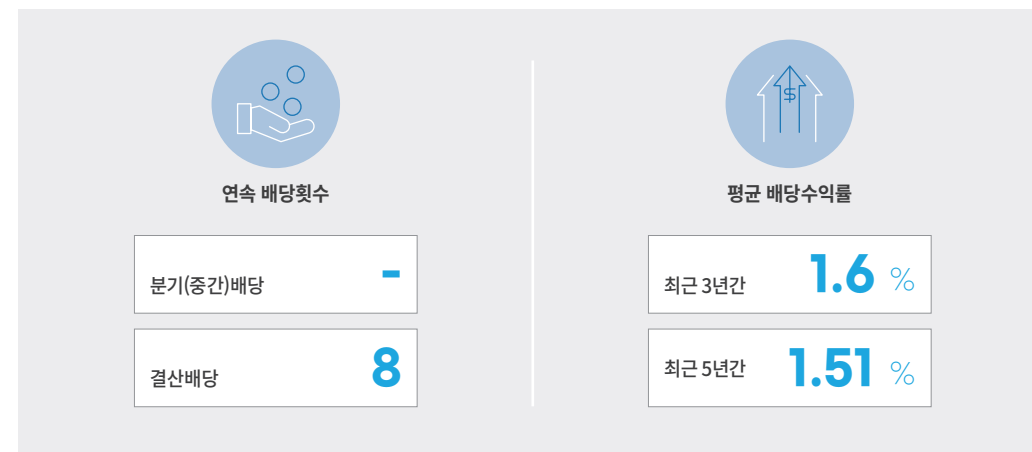 연속 배당횟수
분기(중간)배당 -
결산배당 8
$
평균 배당수익률
최근 3년간 1.6 %
최근 5년간 1.51 %